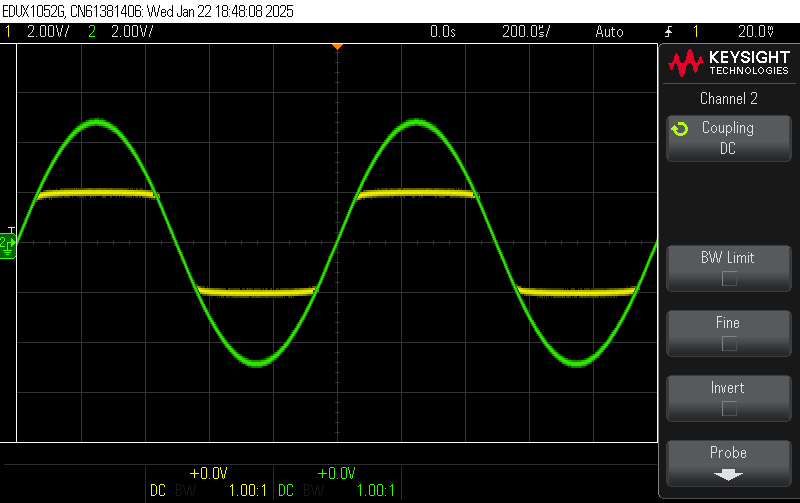 EDUX1052G, CN61381406: Wed Jan 22 18:48:08 2025
1 2.00V/ 2 2.00V/ 0.0s 200.0us/ Auto 1 20.0V
KEYSIGHT
TECHNOLOGIES
Channel 2
Coupling
DC
T
2
BW Limit
Fine
Invert
Probe
+0.0V +0.0V
DC BW 1.00:1 DC BW 1.00:1